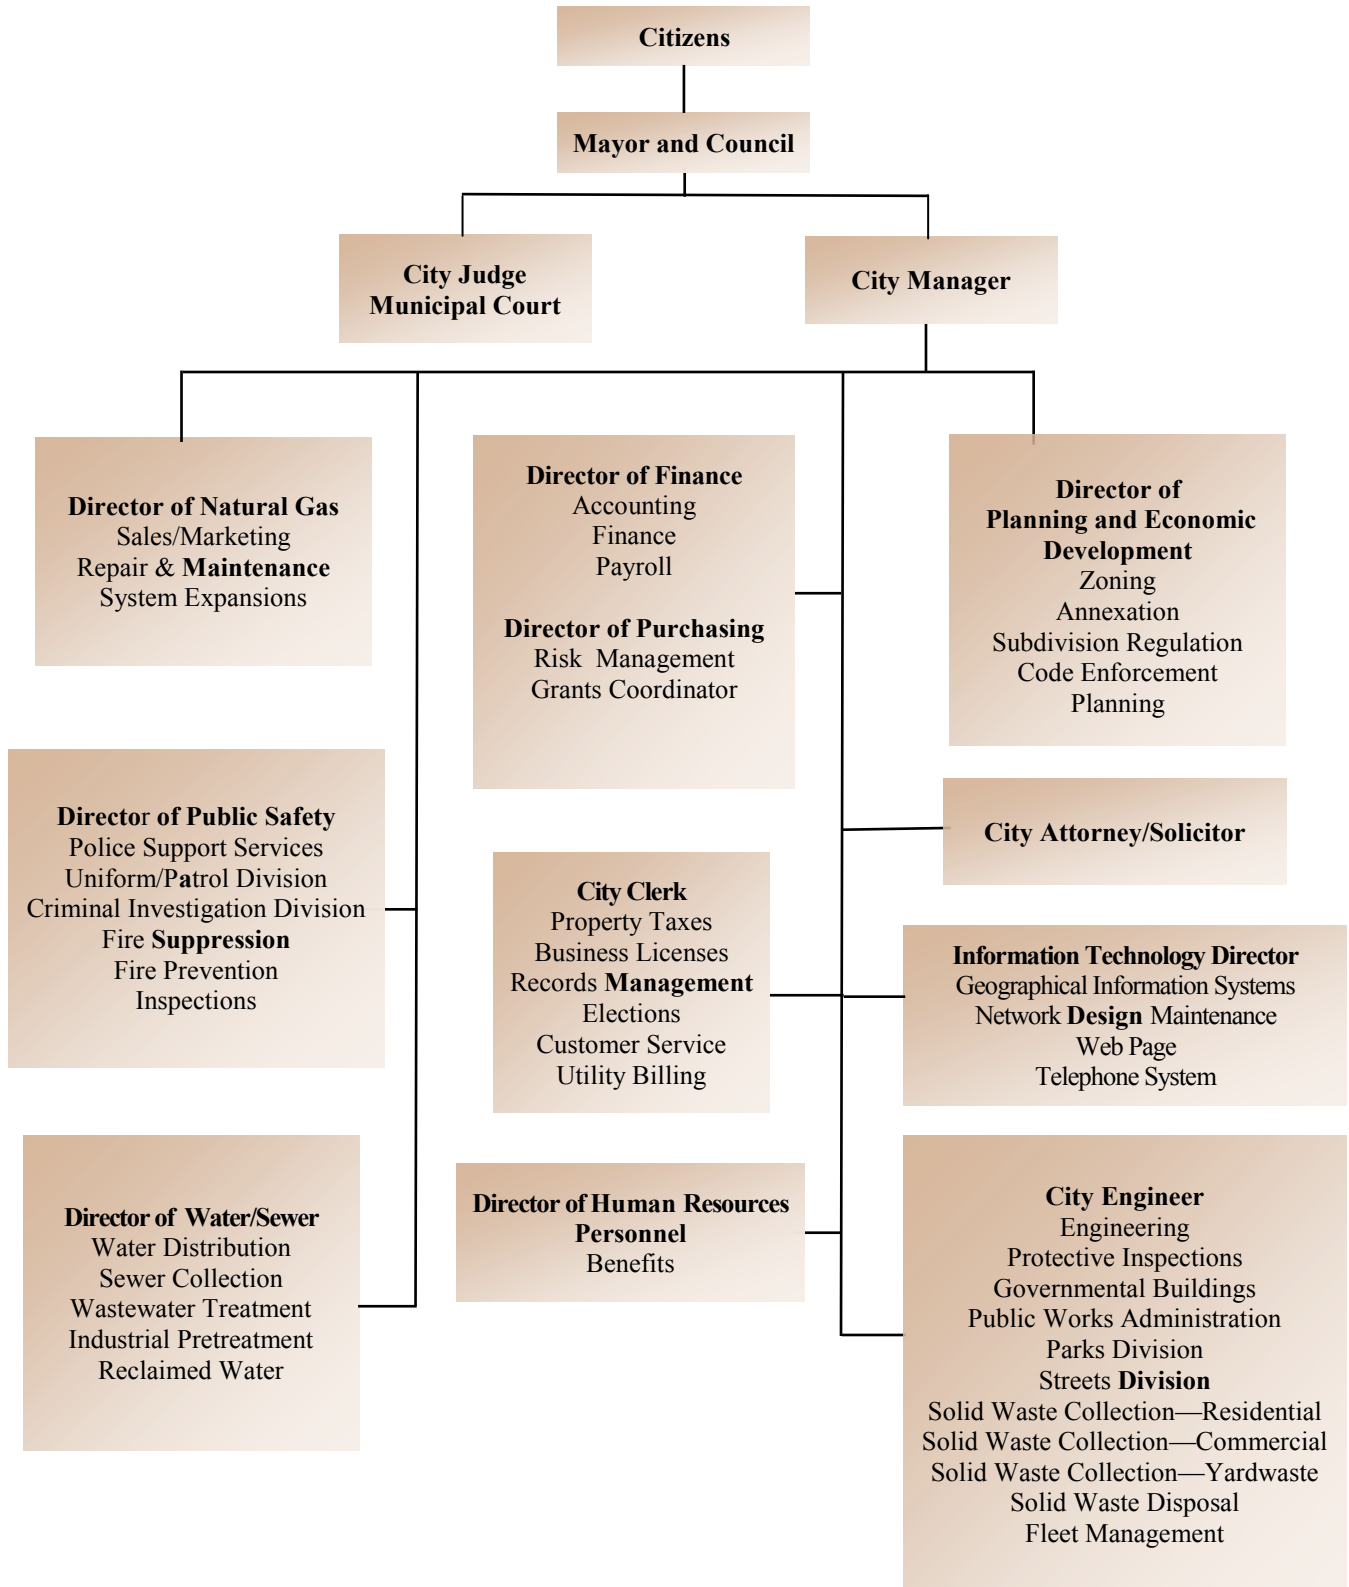 Citizens
Mayor and Council
City Judge
Municipal Court
City Manager
Director of Natural Gas
Sales/Marketing
Repair & Maintenance
System Expansions
Director of Finance
Accounting
Finance
Payroll
Director of Purchasing
Risk Management
Grants Coordinator
Director of
Planning and Economic
Development
Zoning
Annexation
Subdivision Regulation
Code Enforcement
Planning
Director of Public Safety
Police Support Services
Uniform/Patrol Division
Criminal Investigation Division
Fire Suppression
Fire Prevention
Inspections
City Attorney/Solicitor
City Clerk
Property Taxes
Business Licenses
Records Management
Elections
Customer Service
Utility Billing
Information Technology Director
Geographical Information Systems
Network Design Maintenance
Web Page
Telephone System
Director of Water/Sewer
Water Distribution
Sewer Collection
Wastewater Treatment
Industrial Pretreatment
Reclaimed Water
Director of Human Resources
Personnel
Benefits
City Engineer
Engineering
Protective Inspections
Governmental Buildings
Public Works Administration
Parks Division
Streets Division
Solid Waste Collection—Residential
Solid Waste Collection—Commercial
Solid Waste Collection—Yardwaste
Solid Waste Disposal
Fleet Management